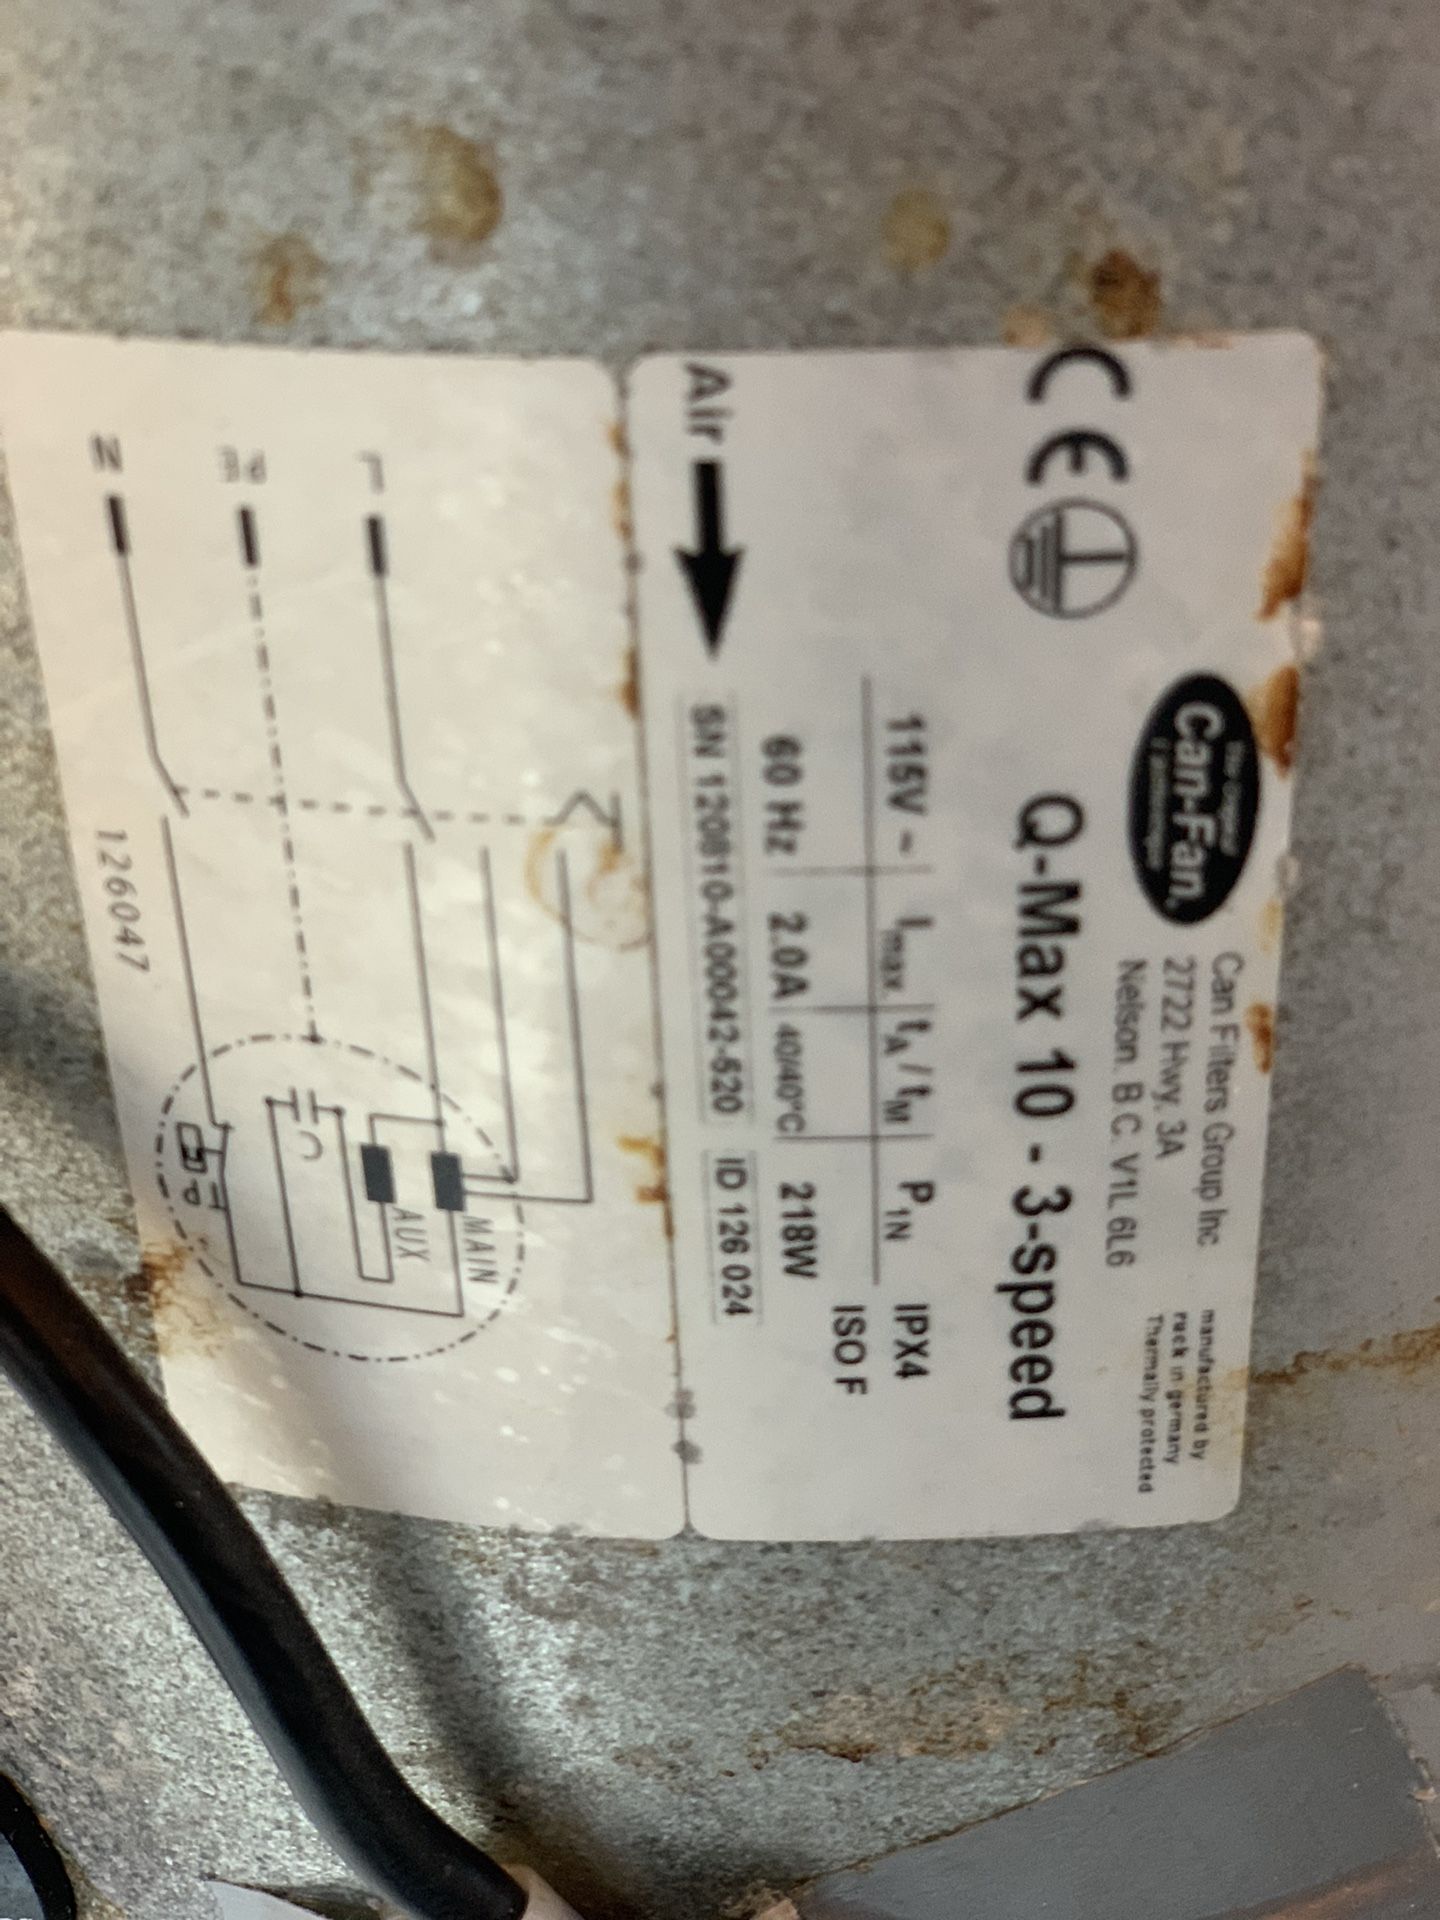 Can-Fan.
Can Filters Group Inc
2722 Hwy. 3A
Nelson. B.C. V1L 6L6
manufactured by
ruck in germany
Thermally protected
CE
Q-Max 10 - 3-speed
115V ~ Imax. tA / tM P1N IPX4
60 Hz 2.0A 40/40°C 218W ISO F
Air SN 120810-A00042-520 ID 126 024
L
PE
N
MAIN
AUX
C
126047